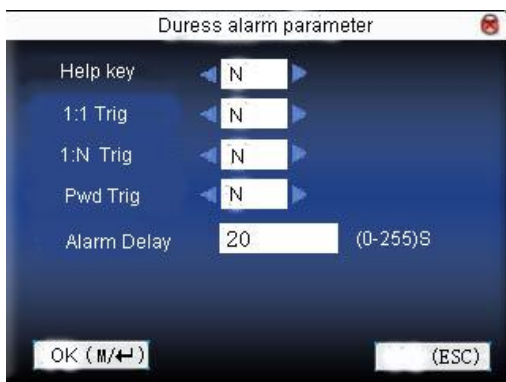 Duress alarm parameter
Help key N
1:1 Trig N
1:N Trig N
Pwd Trig N
Alarm Delay 20 (0-255)S
OK (M/↵) (ESC)